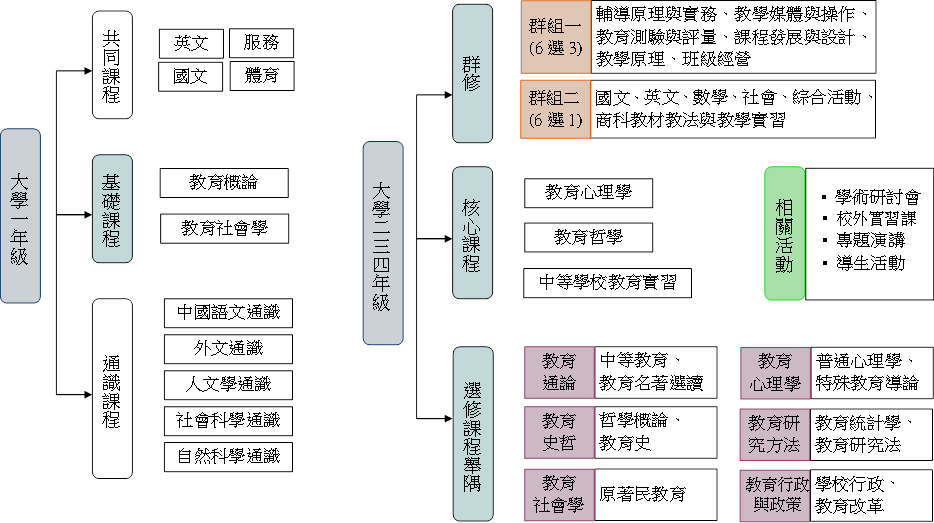 大學一年級
共同課程
英文
服務
國文
體育
基礎課程
教育概論
教育社會學
通識課程
中國語文通識
外文通識
人文學通識
社會科學通識
自然科學通識
大學二三四年級
群修
群組一
(6 選 3)
輔導原理與實務、教學媒體與操作、
教育測驗與評量、課程發展與設計、
教學原理、班級經營
群組二
(6 選 1)
國文、英文、數學、社會、綜合活動、
商科教材教法與教學實習
核心課程
教育心理學
教育哲學
中等學校教育實習
相關活動
▪ 學術研討會
▪ 校外實習課
▪ 專題演講
▪ 導生活動
選修課程舉隅
教育
通論
中等教育、
教育名著選讀
教育
心理學
普通心理學、
特殊教育導論
教育
史哲
哲學概論、
教育史
教育研
究方法
教育統計學、
教育研究法
教育
社會學
原著民教育
教育行政
與政策
學校行政、
教育改革